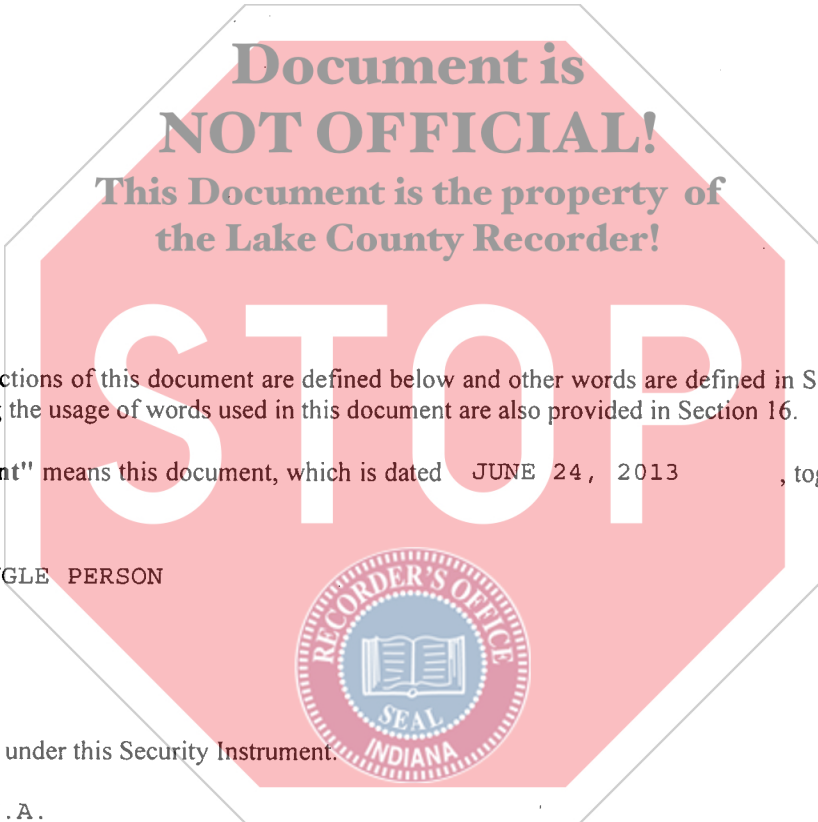 Document is
NOT OFFICIAL!
This Document is the property of
the Lake County Recorder!
STOP
ctions of this document are defined below and other words are defined in S
the usage of words used in this document are also provided in Section 16.
nt" means this document, which is dated JUNE 24, 2013 , tog
GLE PERSON
RECORDER'S OFFICE
SEAL
INDIANA
under this Security Instrument.
.A.